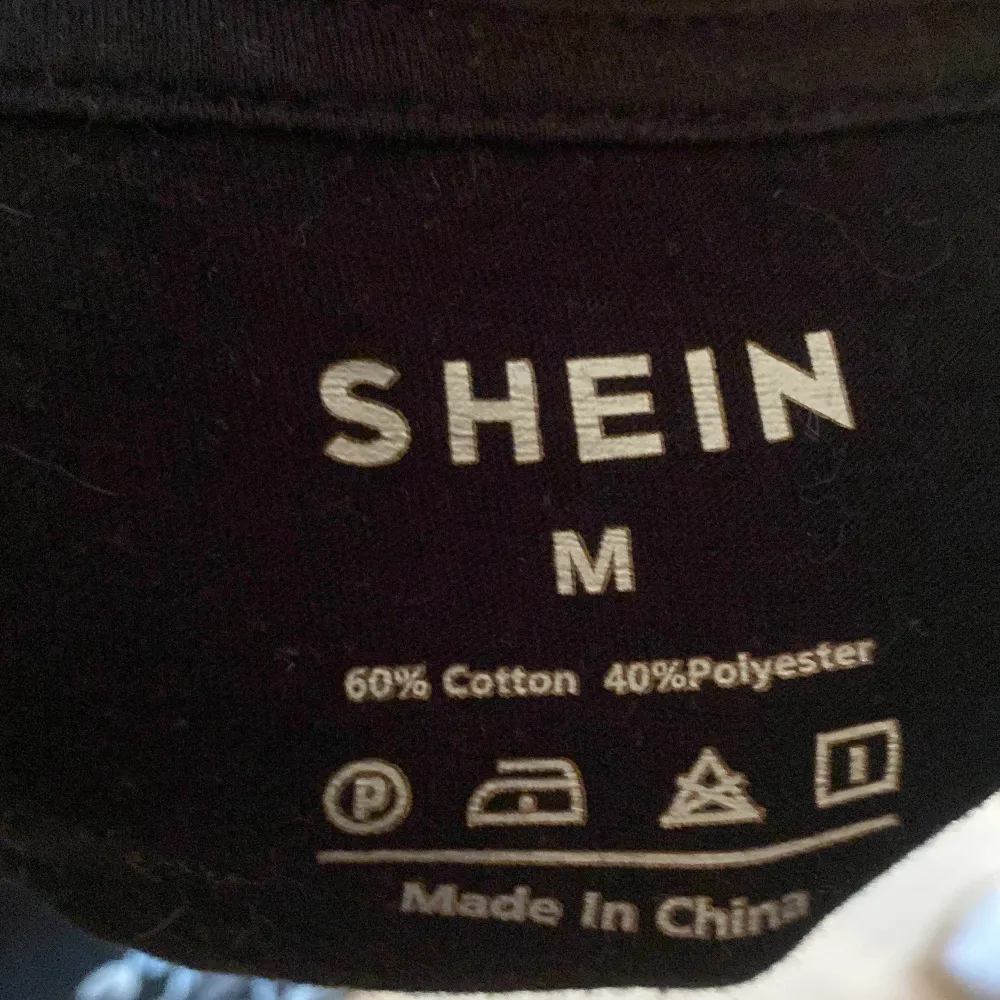 SHEIN
M
60% Cotton 40%Polyester
P
Made In China